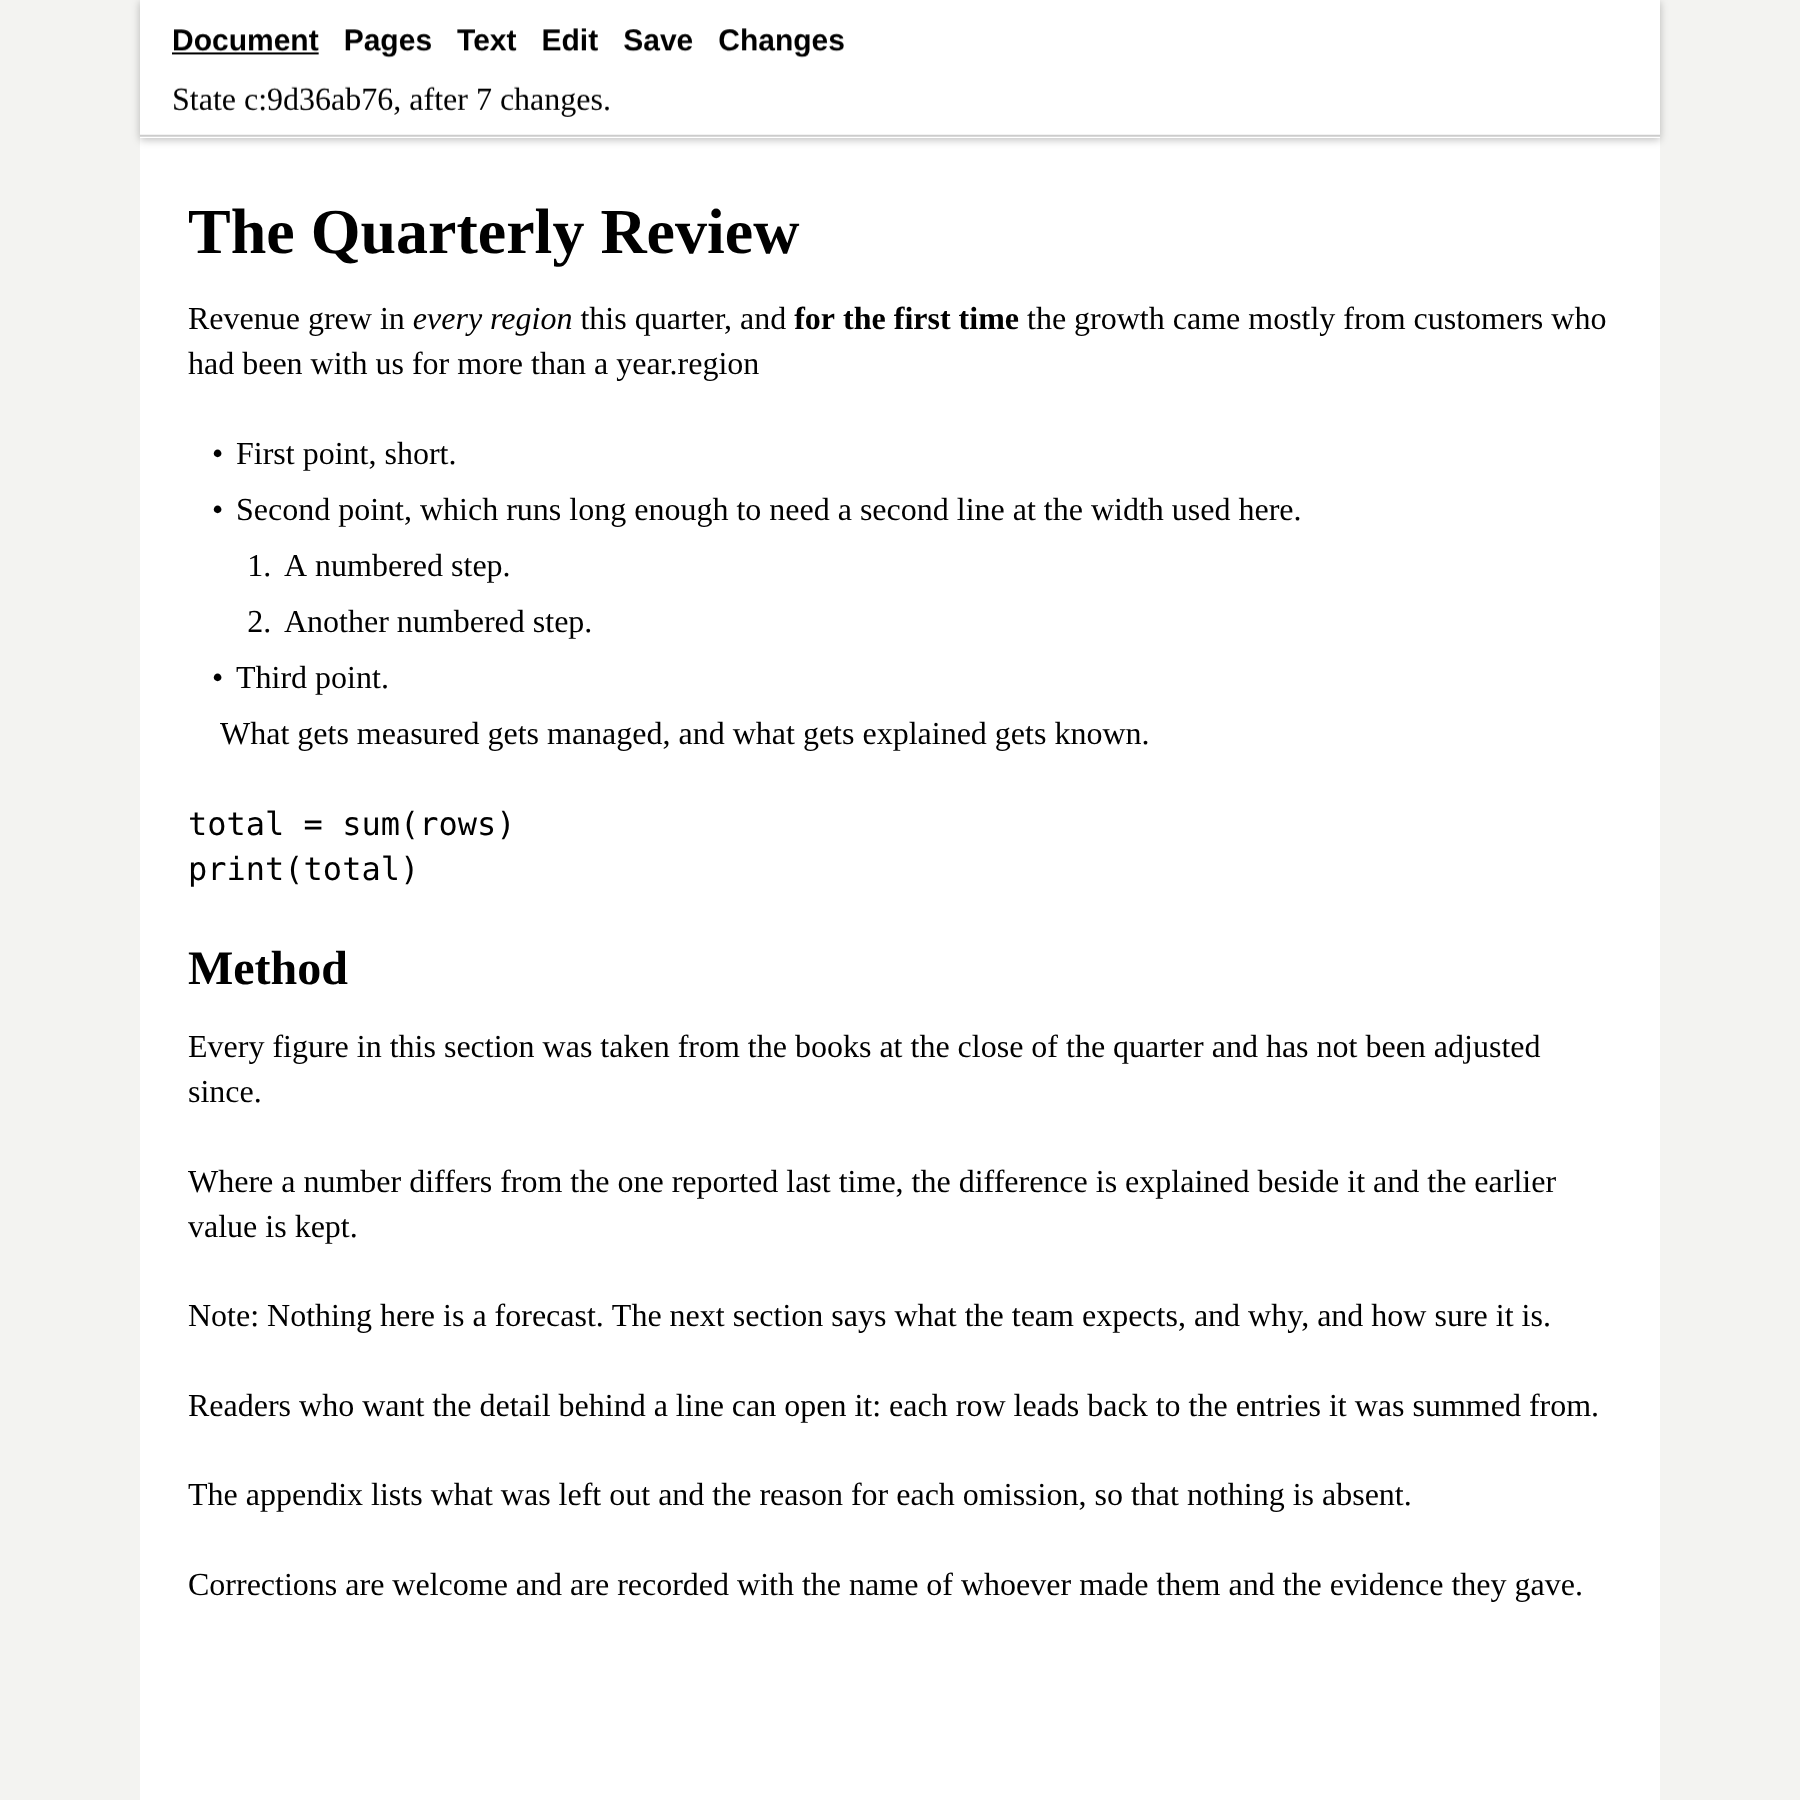 Document Pages Text Edit Save Changes
State c:9d36ab76, after 7 changes.
The Quarterly Review
Revenue grew in every region this quarter, and for the first time the growth came mostly from customers who
had been with us for more than a year.region
• First point, short.
• Second point, which runs long enough to need a second line at the width used here.
1. A numbered step.
2. Another numbered step.
• Third point.
What gets measured gets managed, and what gets explained gets known.
total = sum(rows)
print(total)
Method
Every figure in this section was taken from the books at the close of the quarter and has not been adjusted
since.
Where a number differs from the one reported last time, the difference is explained beside it and the earlier
value is kept.
Note: Nothing here is a forecast. The next section says what the team expects, and why, and how sure it is.
Readers who want the detail behind a line can open it: each row leads back to the entries it was summed from.
The appendix lists what was left out and the reason for each omission, so that nothing is absent.
Corrections are welcome and are recorded with the name of whoever made them and the evidence they gave.